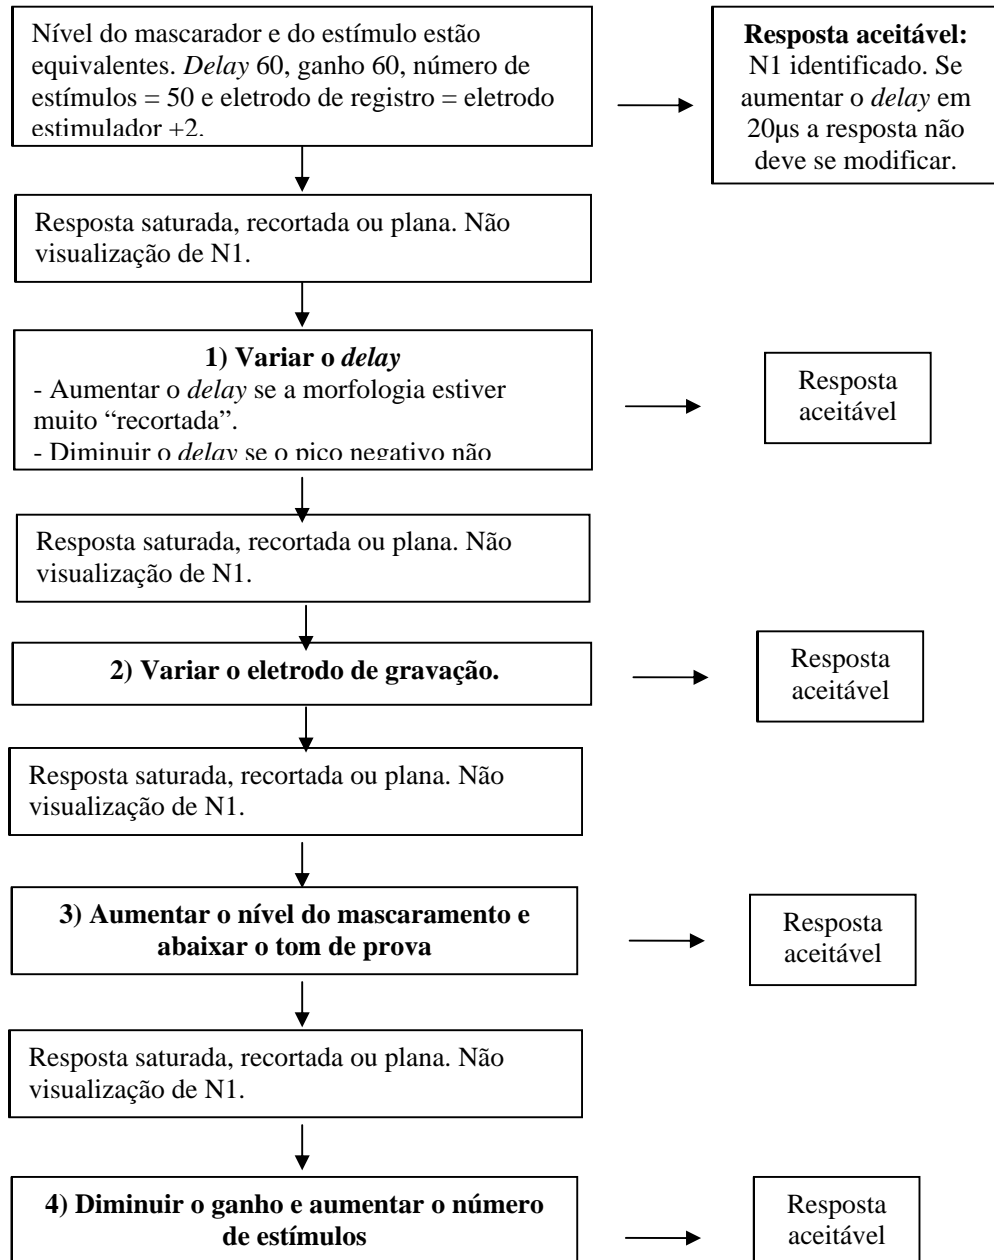 Nível do mascarador e do estímulo estão
equivalentes. Delay 60, ganho 60, número de
estímulos = 50 e eletrodo de registro = eletrodo
estimulador +2.
Resposta aceitável:
N1 identificado. Se
aumentar o delay em
20μs a resposta não
deve se modificar.
Resposta saturada, recortada ou plana. Não
visualização de N1.
1) Variar o delay
- Aumentar o delay se a morfologia estiver
muito “recortada”.
- Diminuir o delay se o pico negativo não
Resposta
aceitável
Resposta saturada, recortada ou plana. Não
visualização de N1.
2) Variar o eletrodo de gravação.
Resposta
aceitável
Resposta saturada, recortada ou plana. Não
visualização de N1.
3) Aumentar o nível do mascaramento e
abaixar o tom de prova
Resposta
aceitável
Resposta saturada, recortada ou plana. Não
visualização de N1.
4) Diminuir o ganho e aumentar o número
de estímulos
Resposta
aceitável